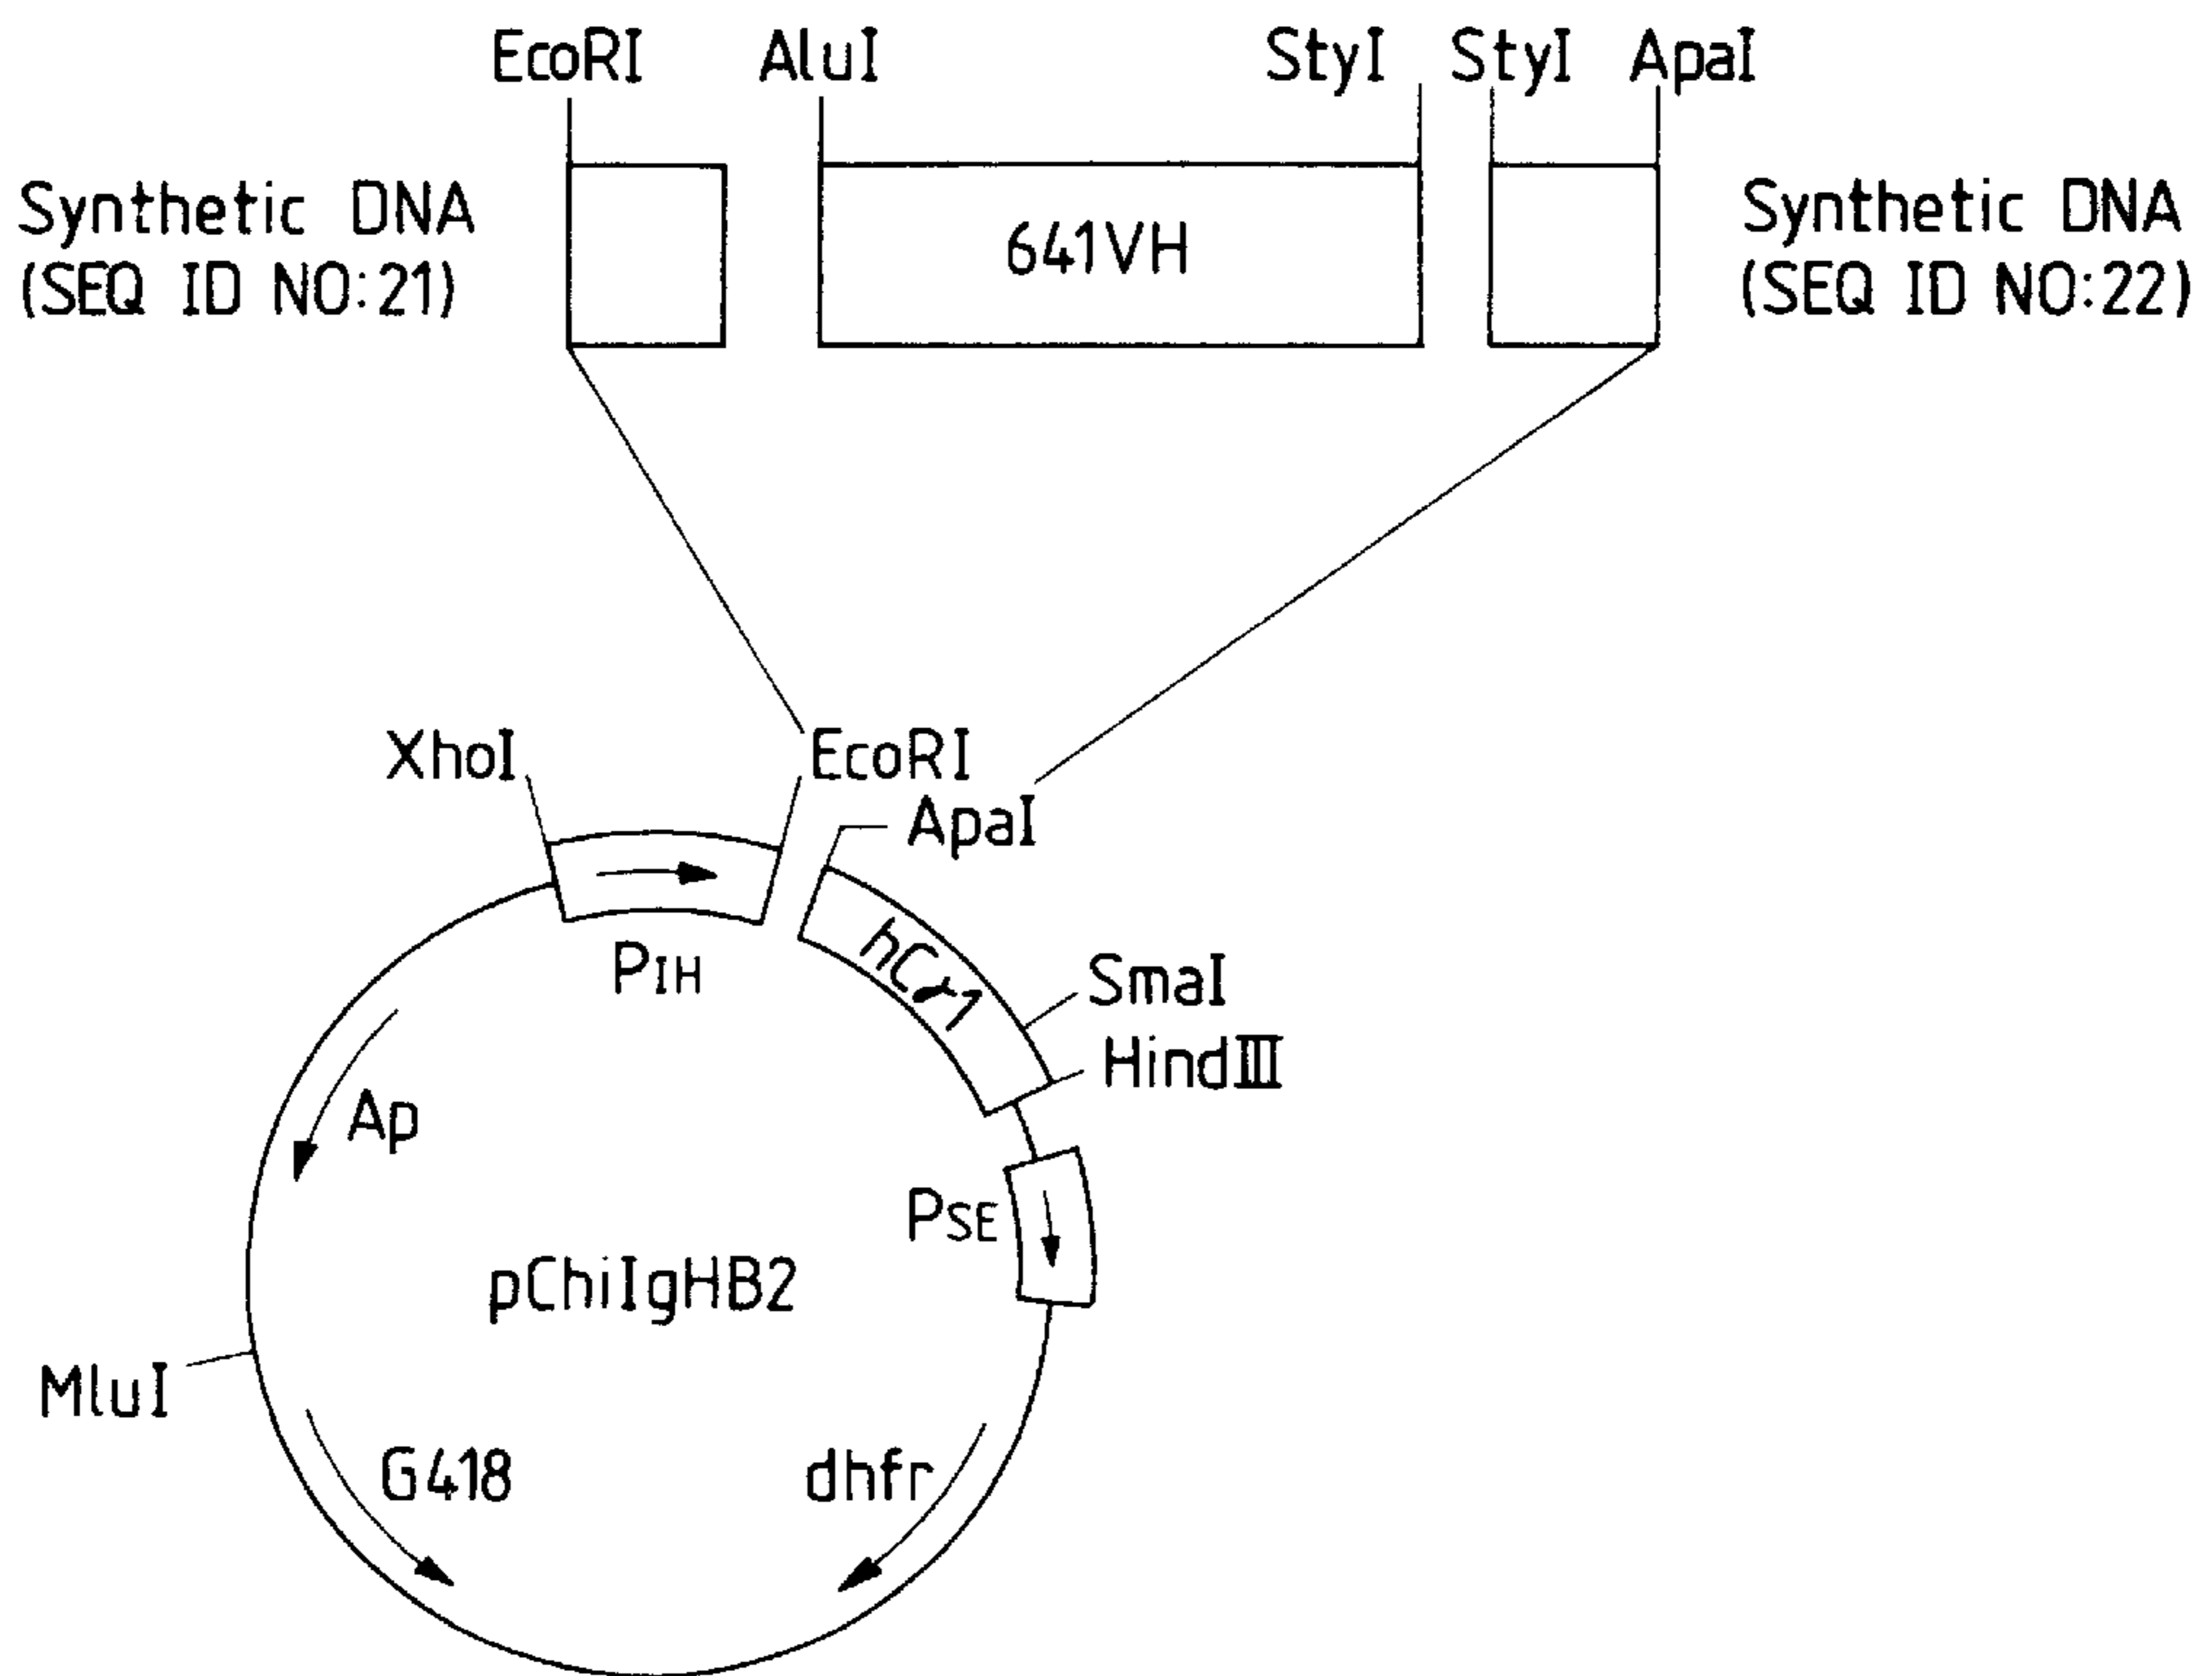 EcoRI AluI StyI StyI ApaI
Synthetic DNA
(SEQ ID NO:21)
641VH
Synthetic DNA
(SEQ ID NO:22)
XhoI
EcoRI
ApaI
PIH
hCγ1
SmaI
HindIII
Ap
PSE
pChiIgHB2
MluI
G418
dhfr